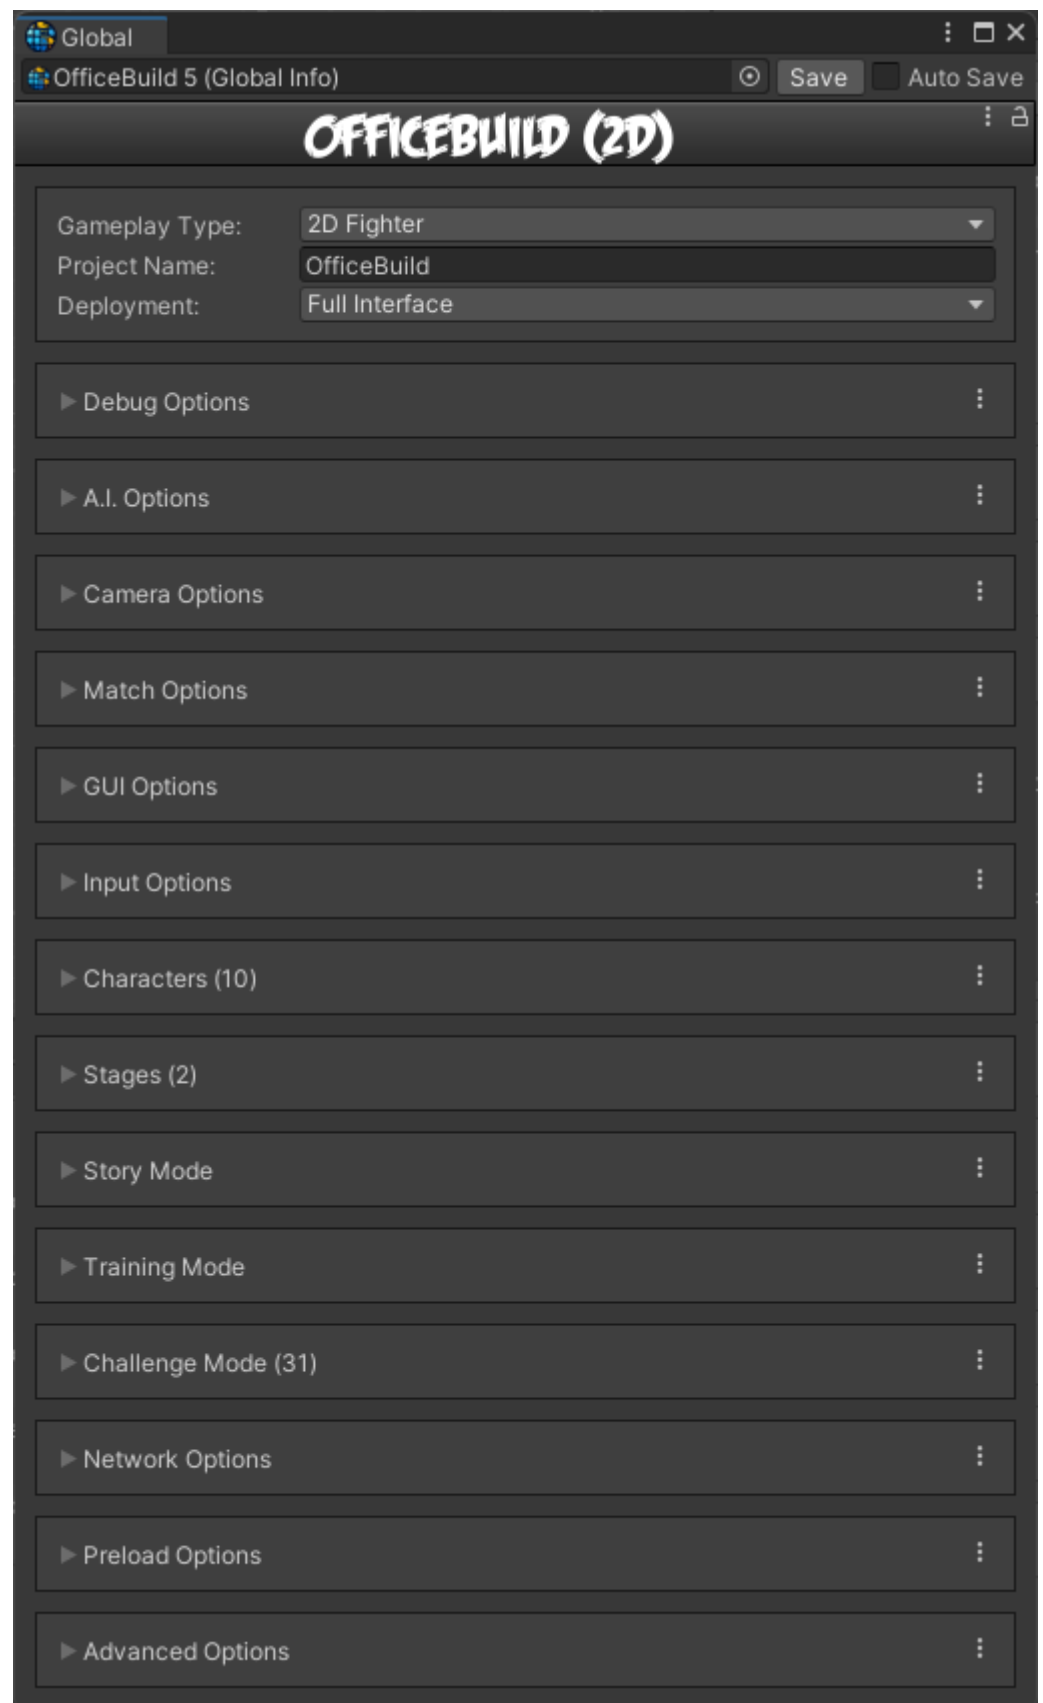 Global
OfficeBuild 5 (Global Info) Save Auto Save
OFFICEBUILD (2D)
Gameplay Type: 2D Fighter
Project Name: OfficeBuild
Deployment: Full Interface
Debug Options
A.I. Options
Camera Options
Match Options
GUI Options
Input Options
Characters (10)
Stages (2)
Story Mode
Training Mode
Challenge Mode (31)
Network Options
Preload Options
Advanced Options